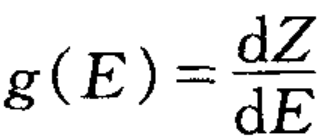 g(E) = dZ/dE